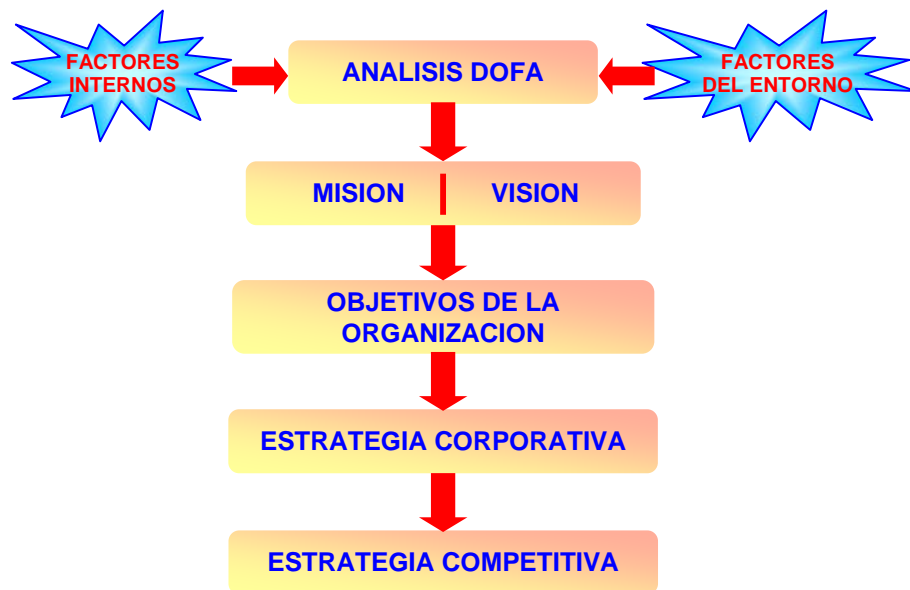 FACTORES
INTERNOS
ANALISIS DOFA
FACTORES
DEL ENTORNO
MISION
VISION
OBJETIVOS DE LA
ORGANIZACION
ESTRATEGIA CORPORATIVA
ESTRATEGIA COMPETITIVA